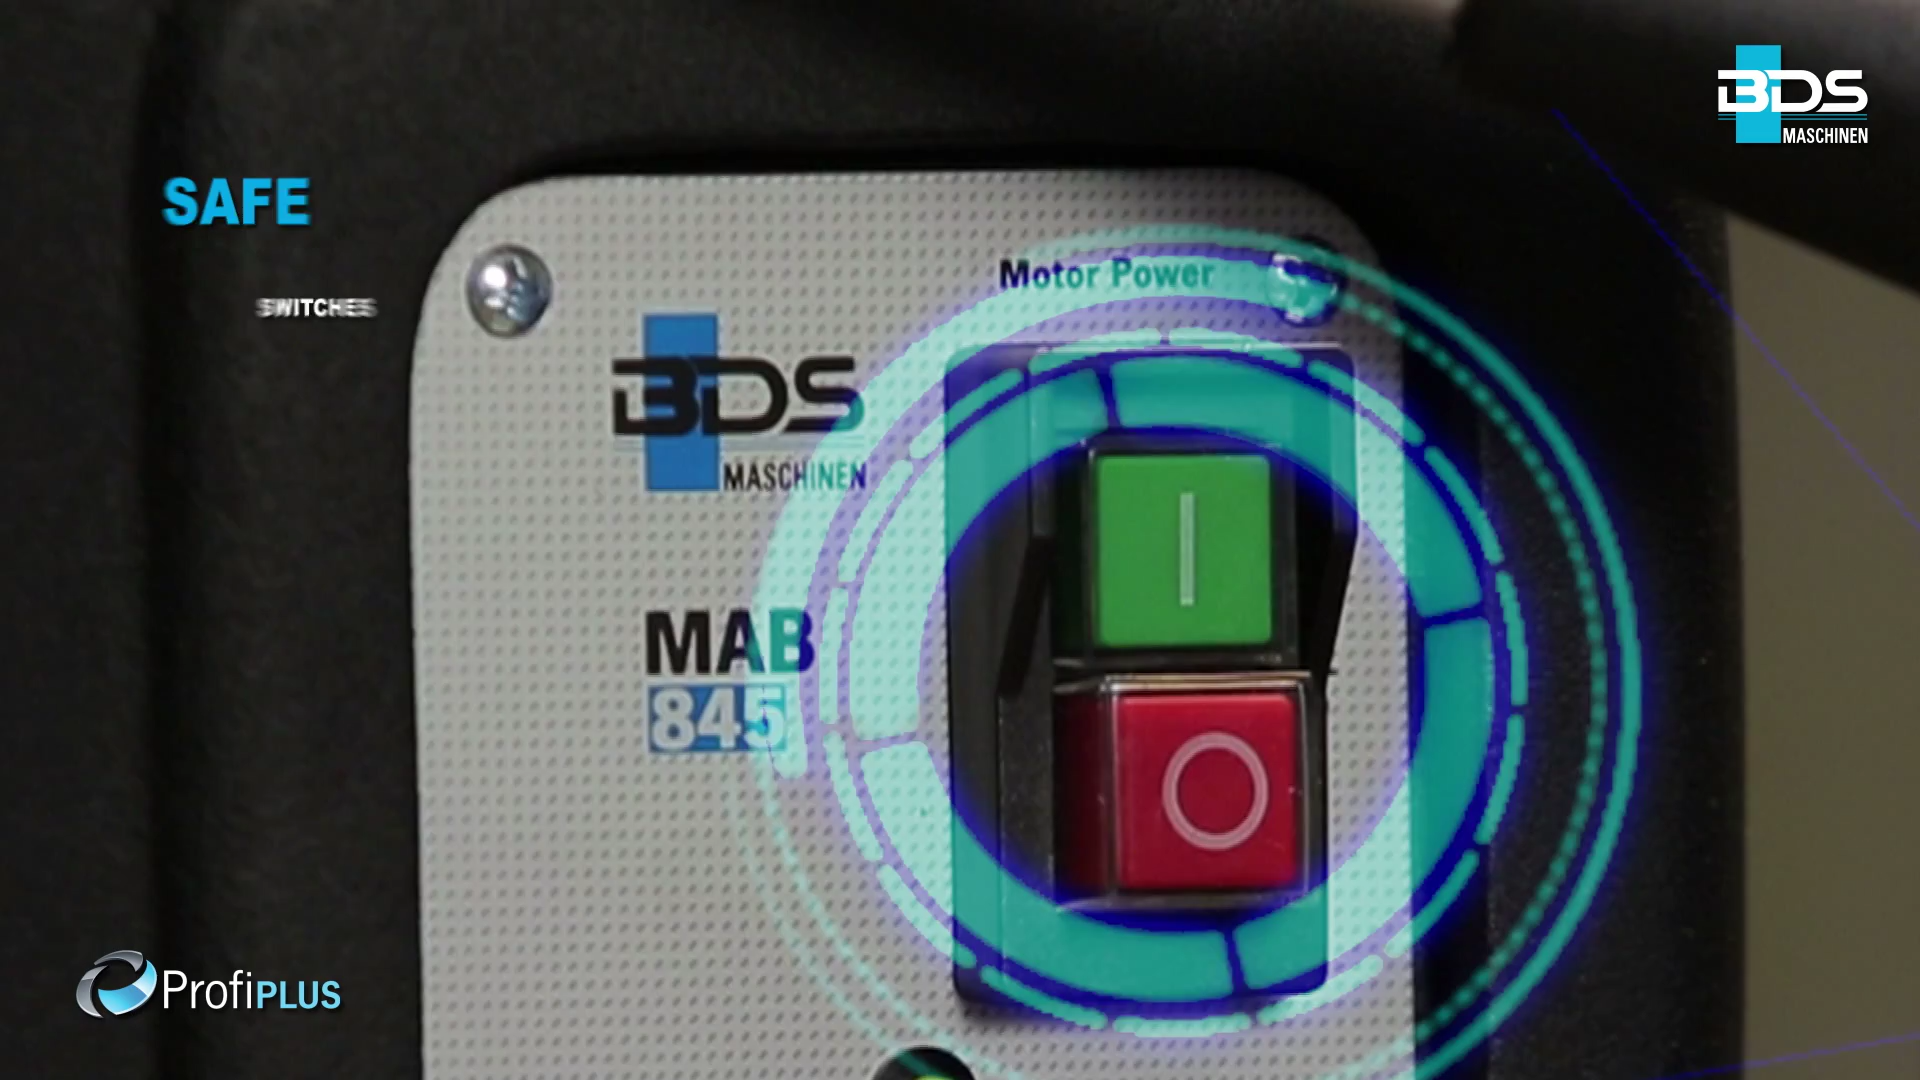 BDS
MASCHINEN
SAFE
SWITCHES
Motor Power
BDS
MASCHINEN
MAB
845
I
O
ProfiPLUS